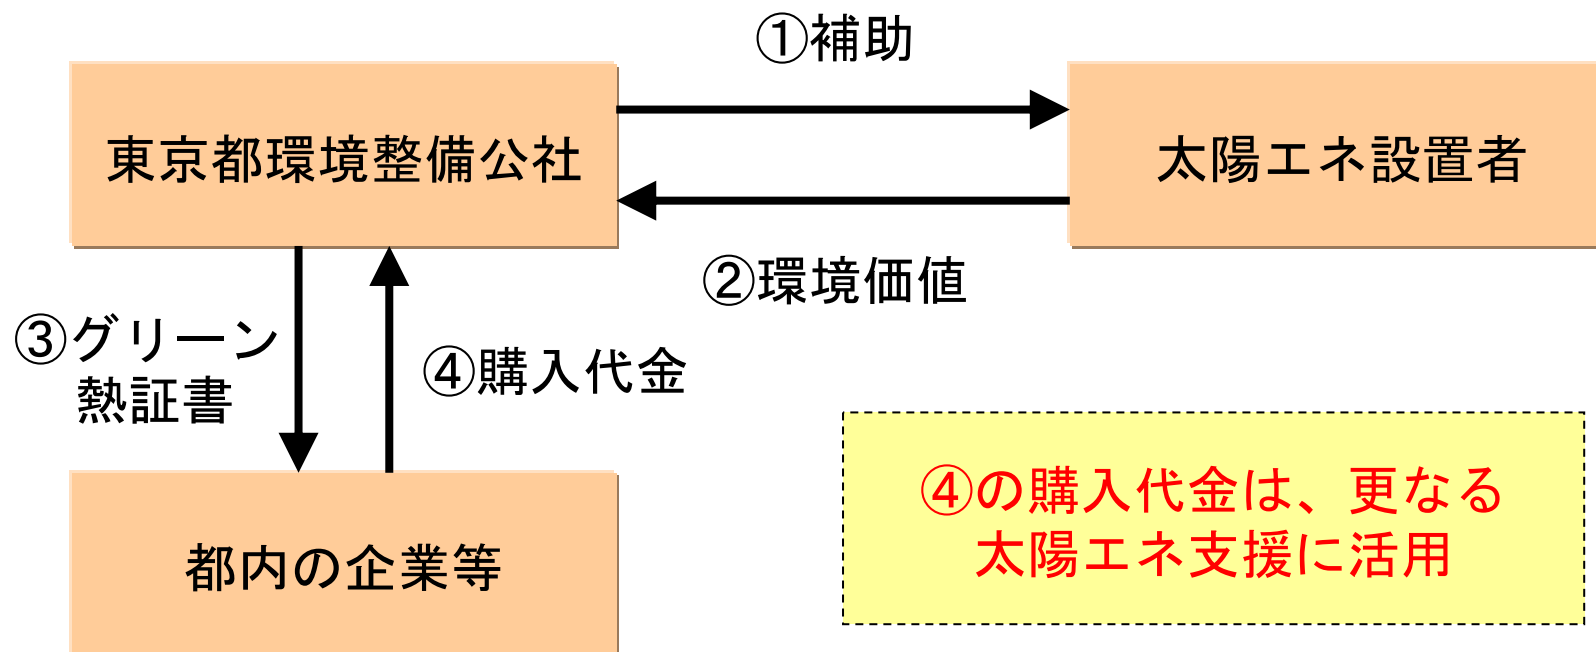 ①補助
東京都環境整備公社
太陽エネ設置者
②環境価値
③グリーン
熱証書
④購入代金
都内の企業等
④の購入代金は、更なる
太陽エネ支援に活用